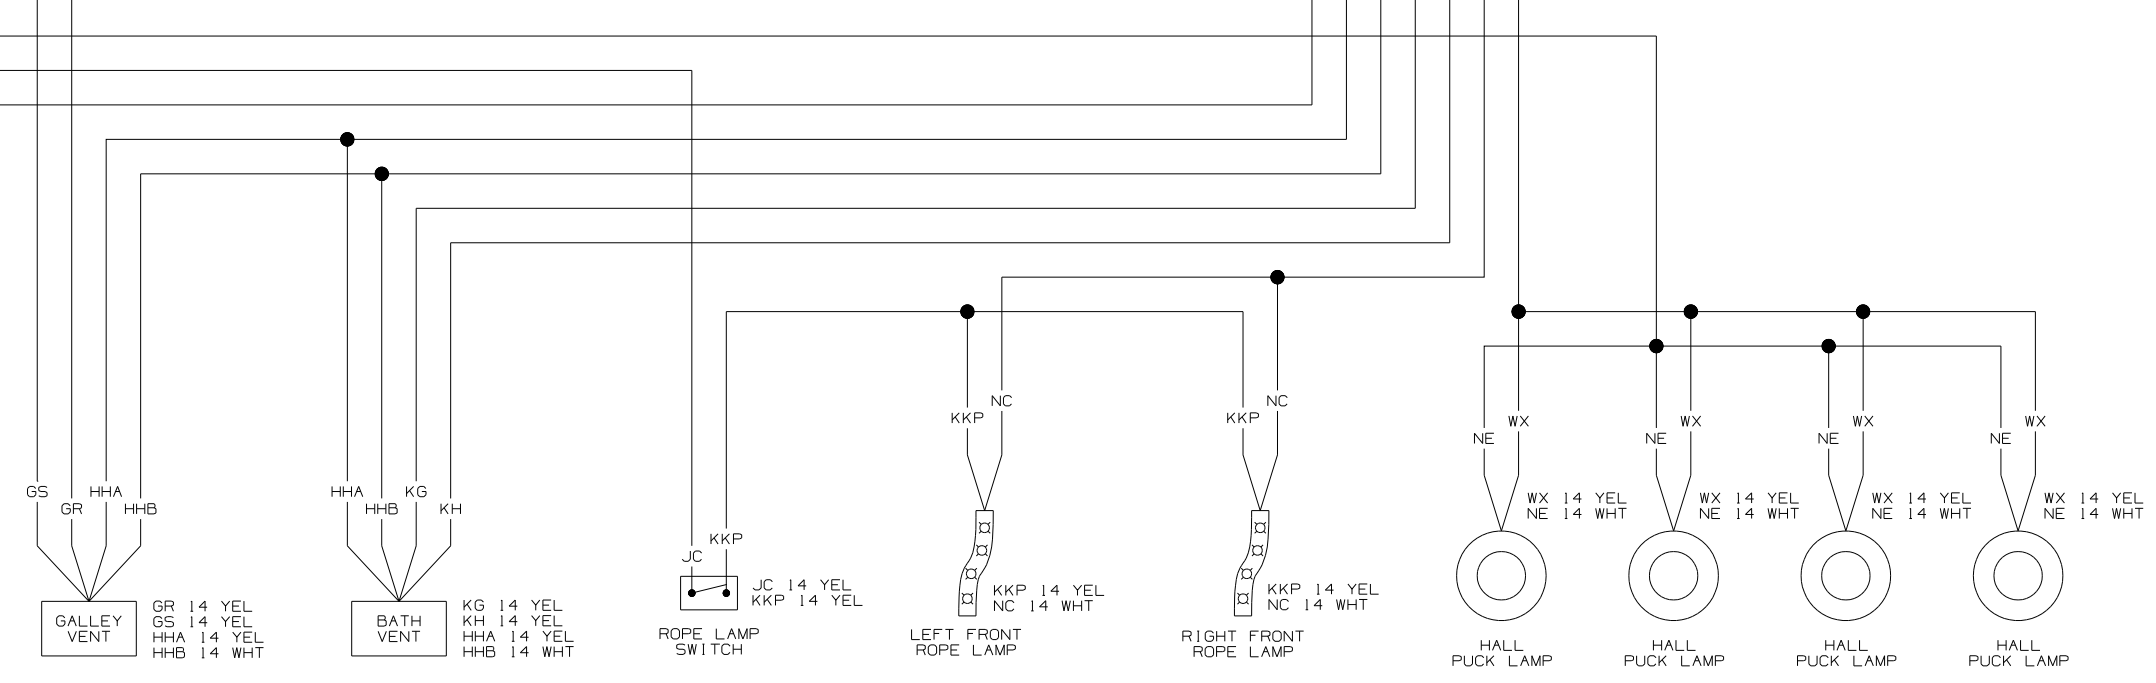 GS
GR
HHA
HHB
GALLEY
VENT
GR 14 YEL
GS 14 YEL
HHA 14 YEL
HHB 14 WHT
HHA
HHB
KG
KH
BATH
VENT
KG 14 YEL
KH 14 YEL
HHA 14 YEL
HHB 14 WHT
JC
KKP
JC 14 YEL
KKP 14 YEL
ROPE LAMP
SWITCH
KKP
NC
KKP 14 YEL
NC 14 WHT
LEFT FRONT
ROPE LAMP
KKP
NC
KKP 14 YEL
NC 14 WHT
RIGHT FRONT
ROPE LAMP
NE
WX
WX 14 YEL
NE 14 WHT
HALL
PUCK LAMP
NE
WX
WX 14 YEL
NE 14 WHT
HALL
PUCK LAMP
NE
WX
WX 14 YEL
NE 14 WHT
HALL
PUCK LAMP
NE
WX
WX 14 YEL
NE 14 WHT
HALL
PUCK LAMP